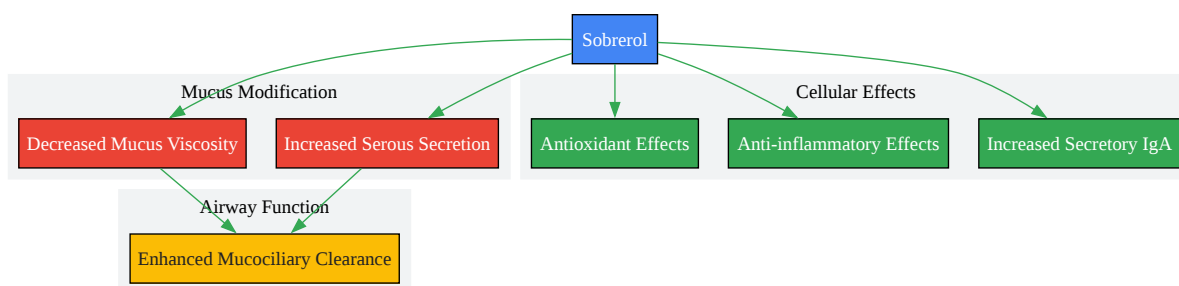 Sobrerol
Mucus Modification
Cellular Effects
Decreased Mucus Viscosity
Increased Serous Secretion
Antioxidant Effects
Anti-inflammatory Effects
Increased Secretory IgA
Airway Function
Enhanced Mucociliary Clearance